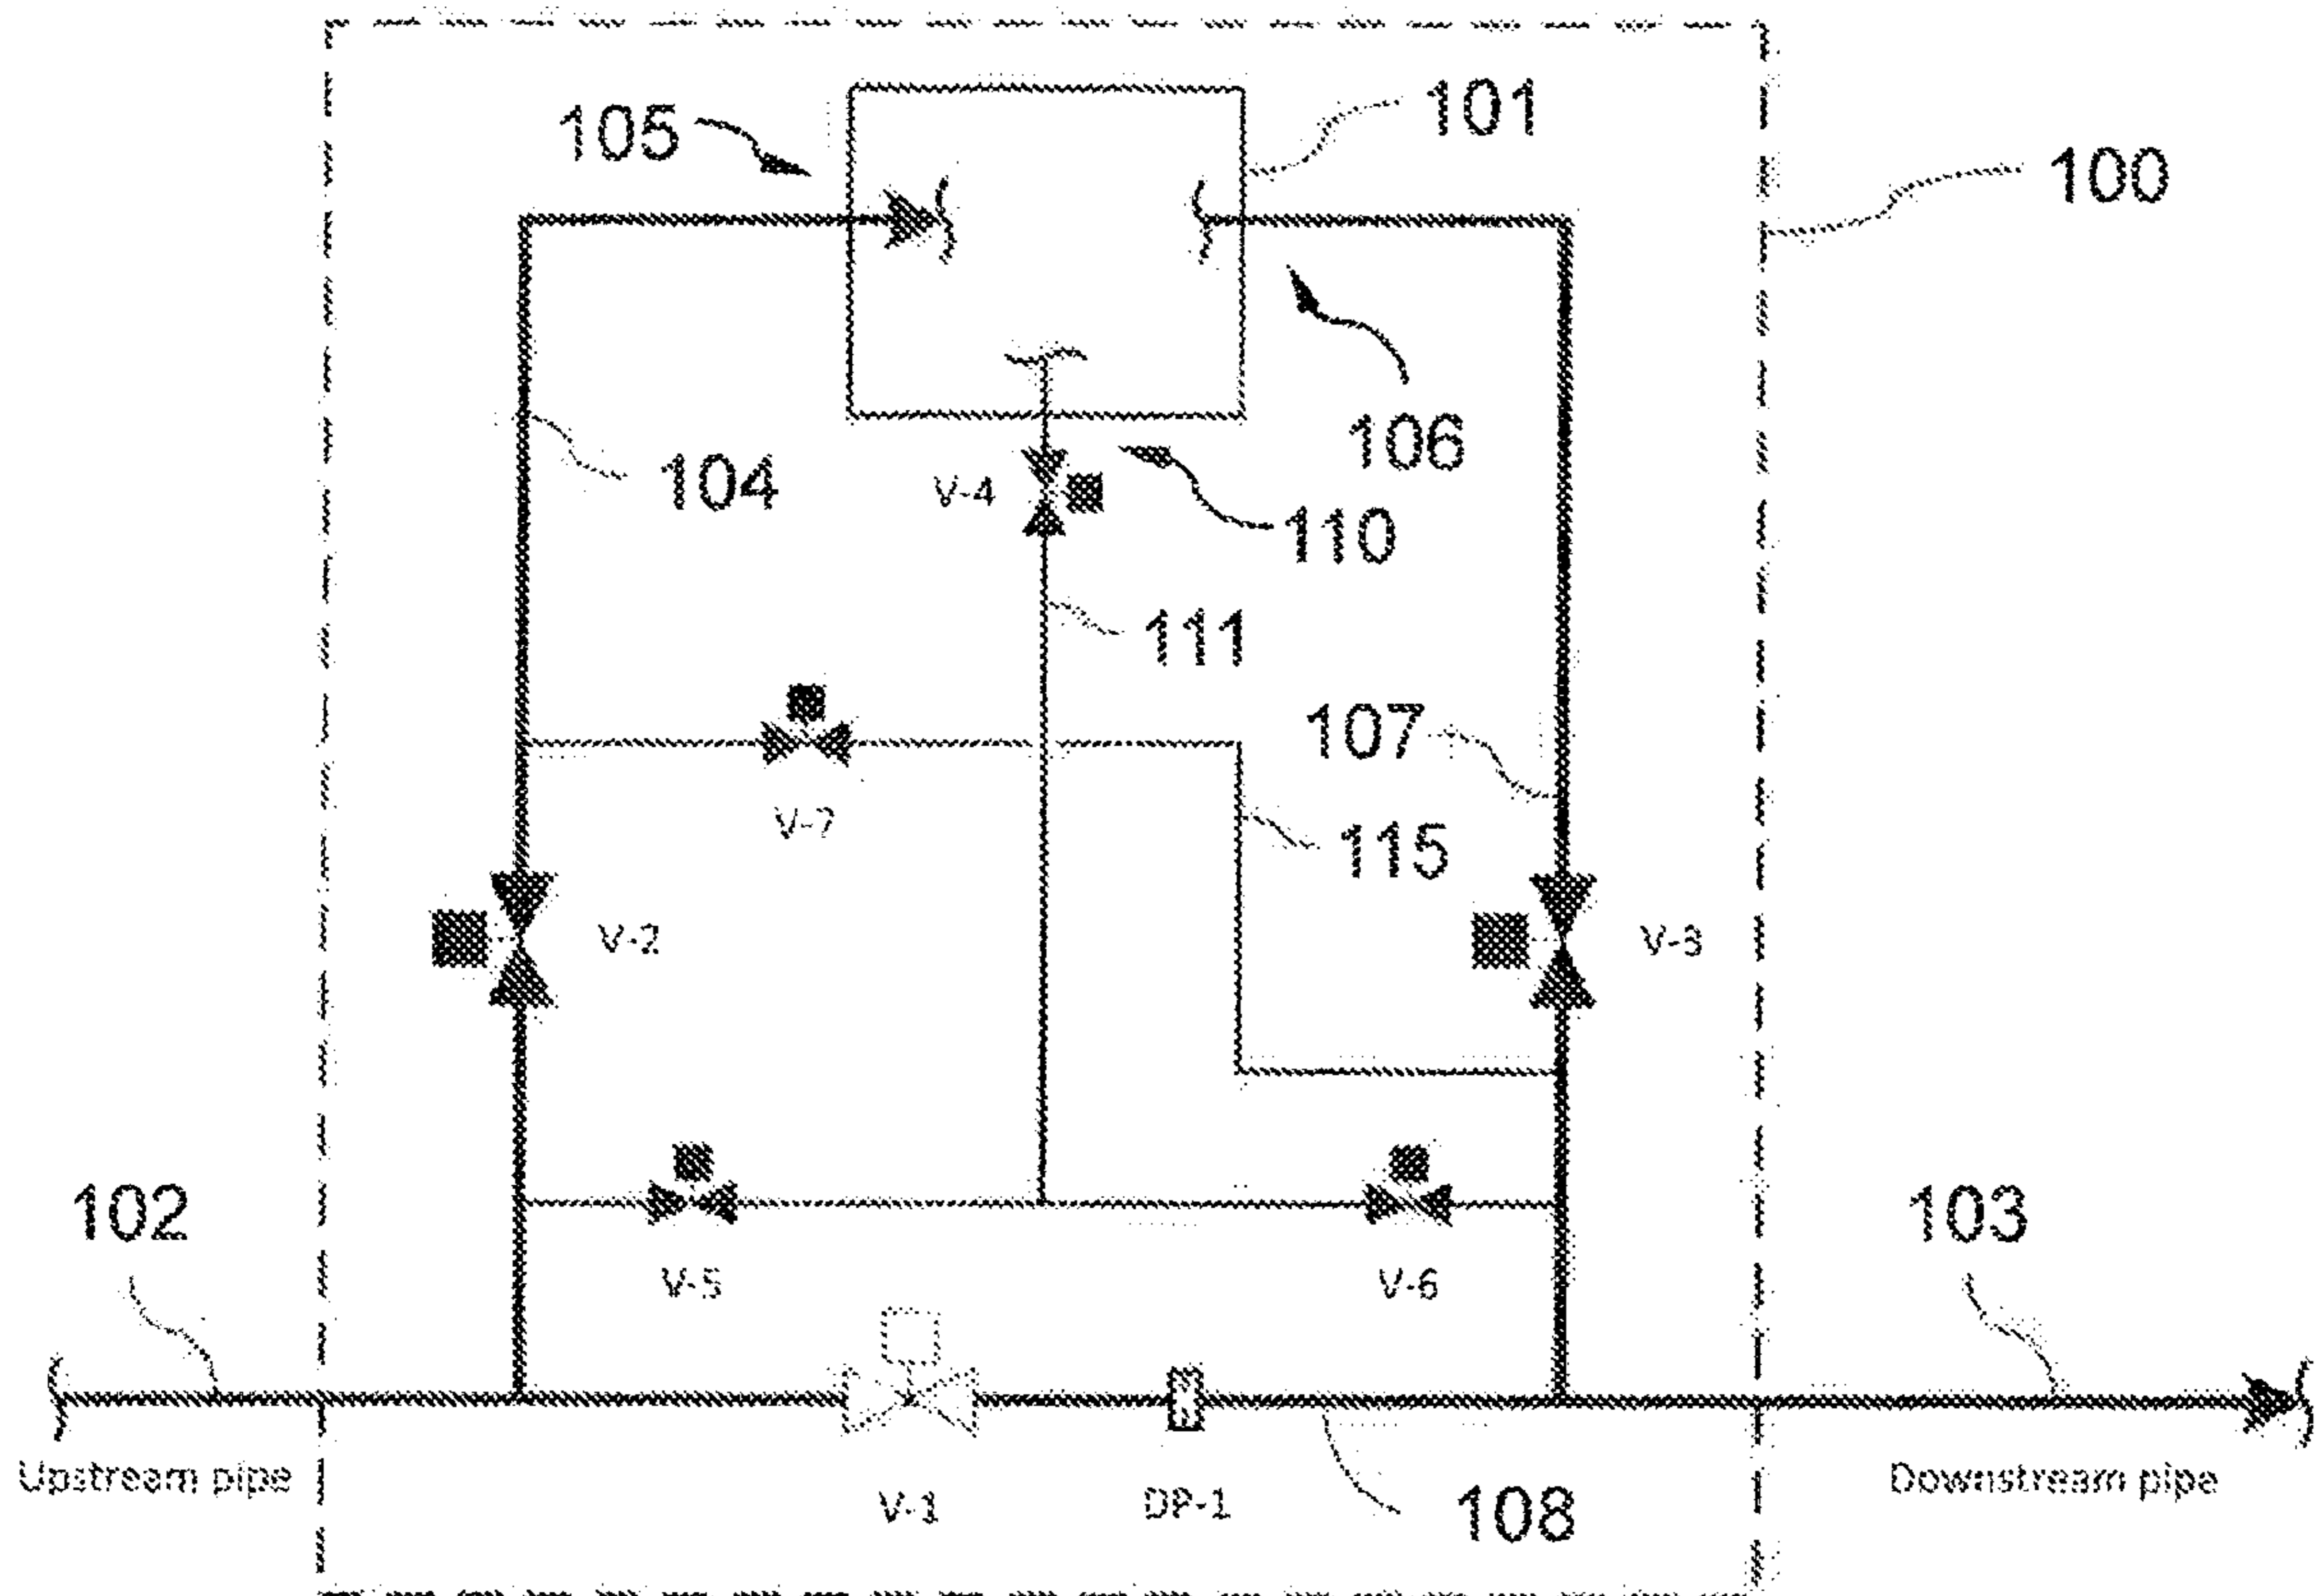 101
105
100
106
104
V-4
110
111
107
V-7
115
V-2
V-3
102
103
V-5
V-6
Upstream pipe
Downstream pipe
V-1
DP-1
108